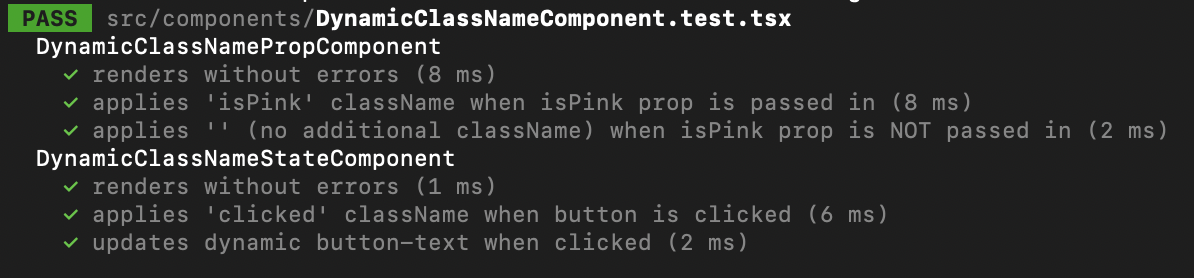 PASS src/components/DynamicClassNameComponent.test.tsx
DynamicClassNamePropComponent
✓ renders without errors (8 ms)
✓ applies 'isPink' className when isPink prop is passed in (8 ms)
✓ applies '' (no additional className) when isPink prop is NOT passed in (2 ms)
DynamicClassNameStateComponent
✓ renders without errors (1 ms)
✓ applies 'clicked' className when button is clicked (6 ms)
✓ updates dynamic button-text when clicked (2 ms)